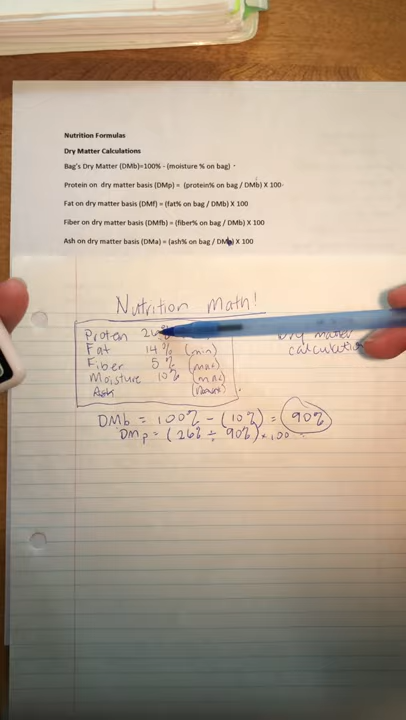 Nutrition Formulas
Dry Matter Calculations
Bag's Dry Matter (DMb)=100% - (moisture % on bag)
Protein on dry matter basis (DMp) = (protein% on bag / DMb) X 100
Fat on dry matter basis (DMf) = (fat% on bag / DMb) X 100
Fiber on dry matter basis (DMfb) = (fiber% on bag / DMb) X 100
Ash on dry matter basis (DMa) = (ash% on bag / DMb) X 100
Nutrition Math!
Protein
Fat 14% (min)
Dry matter
calculation
Fiber 5% (max)
Moisture 10% (max)
Ash
DMb = 100% - (10%) = 90%
DMp = (26% ÷ 90%) × 100